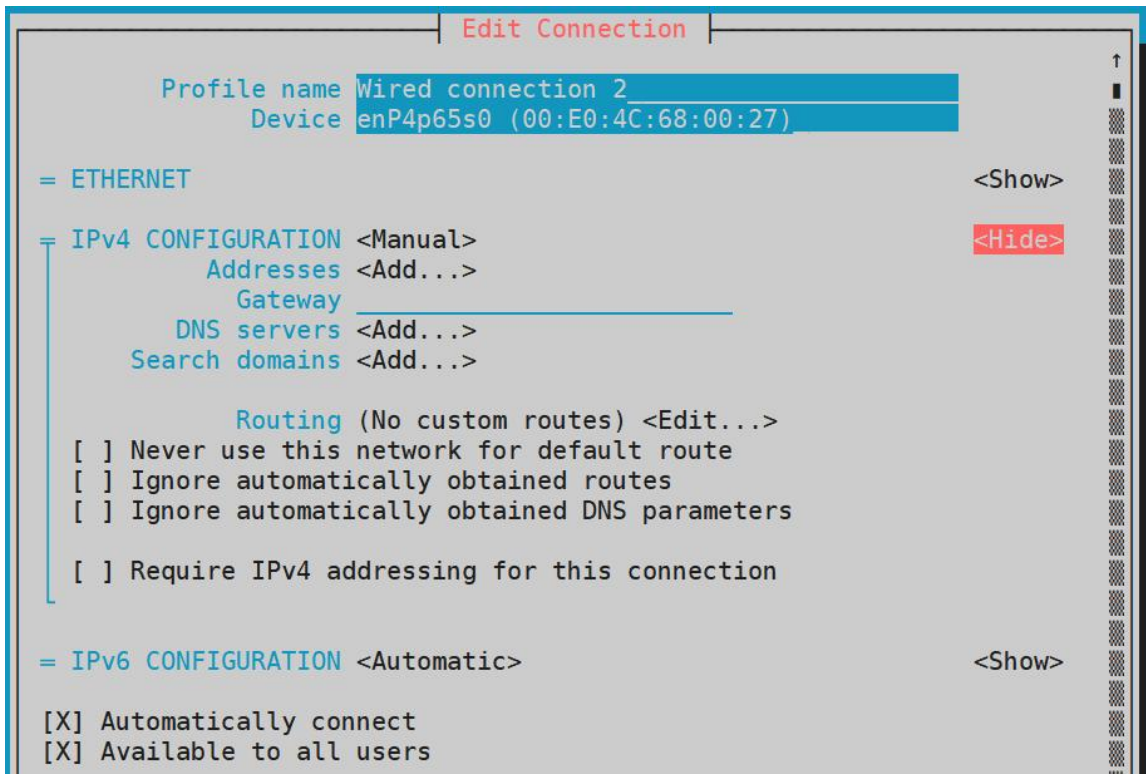 Edit Connection
Profile name Wired connection 2
Device enP4p65s0 (00:E0:4C:68:00:27)
= ETHERNET <Show>
= IPv4 CONFIGURATION <Manual> <Hide>
Addresses <Add...>
Gateway
DNS servers <Add...>
Search domains <Add...>
Routing (No custom routes) <Edit...>
[ ] Never use this network for default route
[ ] Ignore automatically obtained routes
[ ] Ignore automatically obtained DNS parameters
[ ] Require IPv4 addressing for this connection
= IPv6 CONFIGURATION <Automatic> <Show>
[X] Automatically connect
[X] Available to all users